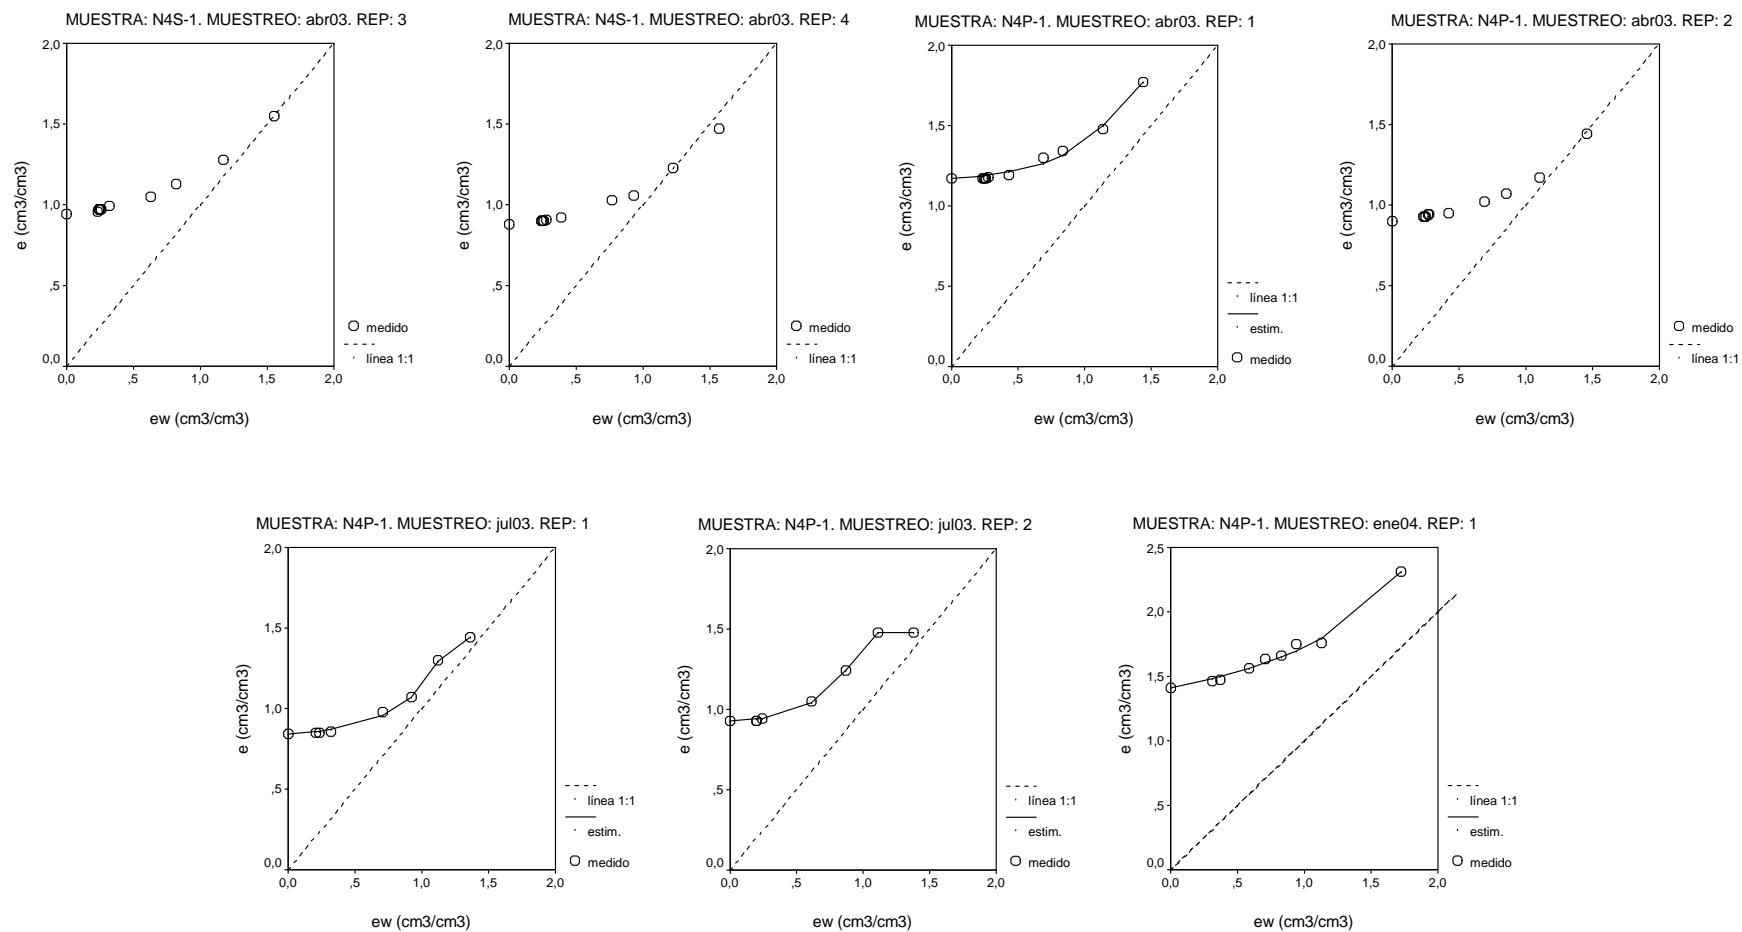 MUESTRA: N4S-1. MUESTREO: abr03. REP: 3
2,0
1,5
1,0
,5
0,0
e (cm3/cm3)
0,0 ,5 1,0 1,5 2,0
ew (cm3/cm3)
medido
línea 1:1
MUESTRA: N4S-1. MUESTREO: abr03. REP: 4
2,0
1,5
1,0
,5
0,0
e (cm3/cm3)
0,0 ,5 1,0 1,5 2,0
ew (cm3/cm3)
medido
línea 1:1
MUESTRA: N4P-1. MUESTREO: abr03. REP: 1
2,0
1,5
1,0
,5
0,0
e (cm3/cm3)
0,0 ,5 1,0 1,5 2,0
ew (cm3/cm3)
línea 1:1
estim.
medido
MUESTRA: N4P-1. MUESTREO: abr03. REP: 2
2,0
1,5
1,0
,5
0,0
e (cm3/cm3)
0,0 ,5 1,0 1,5 2,0
ew (cm3/cm3)
medido
línea 1:1
MUESTRA: N4P-1. MUESTREO: jul03. REP: 1
2,0
1,5
1,0
,5
0,0
e (cm3/cm3)
0,0 ,5 1,0 1,5 2,0
ew (cm3/cm3)
línea 1:1
estim.
medido
MUESTRA: N4P-1. MUESTREO: jul03. REP: 2
2,0
1,5
1,0
,5
0,0
e (cm3/cm3)
0,0 ,5 1,0 1,5 2,0
ew (cm3/cm3)
línea 1:1
estim.
medido
MUESTRA: N4P-1. MUESTREO: ene04. REP: 1
2,5
2,0
1,5
1,0
,5
0,0
e (cm3/cm3)
0,0 ,5 1,0 1,5 2,0
ew (cm3/cm3)
línea 1:1
estim.
medido